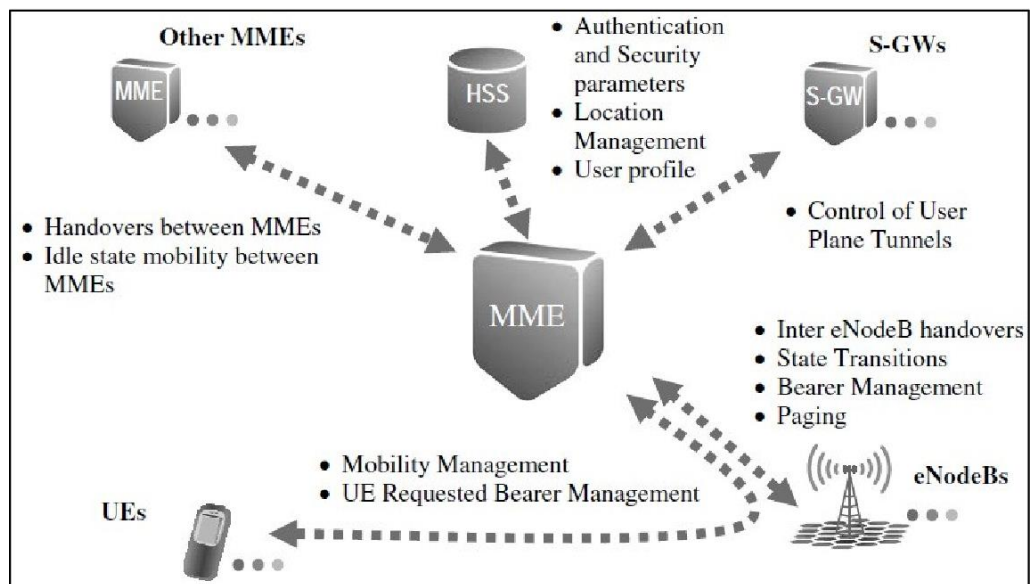 Other MMEs
MME
HSS
• Authentication
and Security
parameters
• Location
Management
• User profile
S-GWs
S-GW
• Handovers between MMEs
• Idle state mobility between
MMEs
• Control of User
Plane Tunnels
MME
• Inter eNodeB handovers
• State Transitions
• Bearer Management
• Paging
• Mobility Management
• UE Requested Bearer Management
UEs
eNodeBs